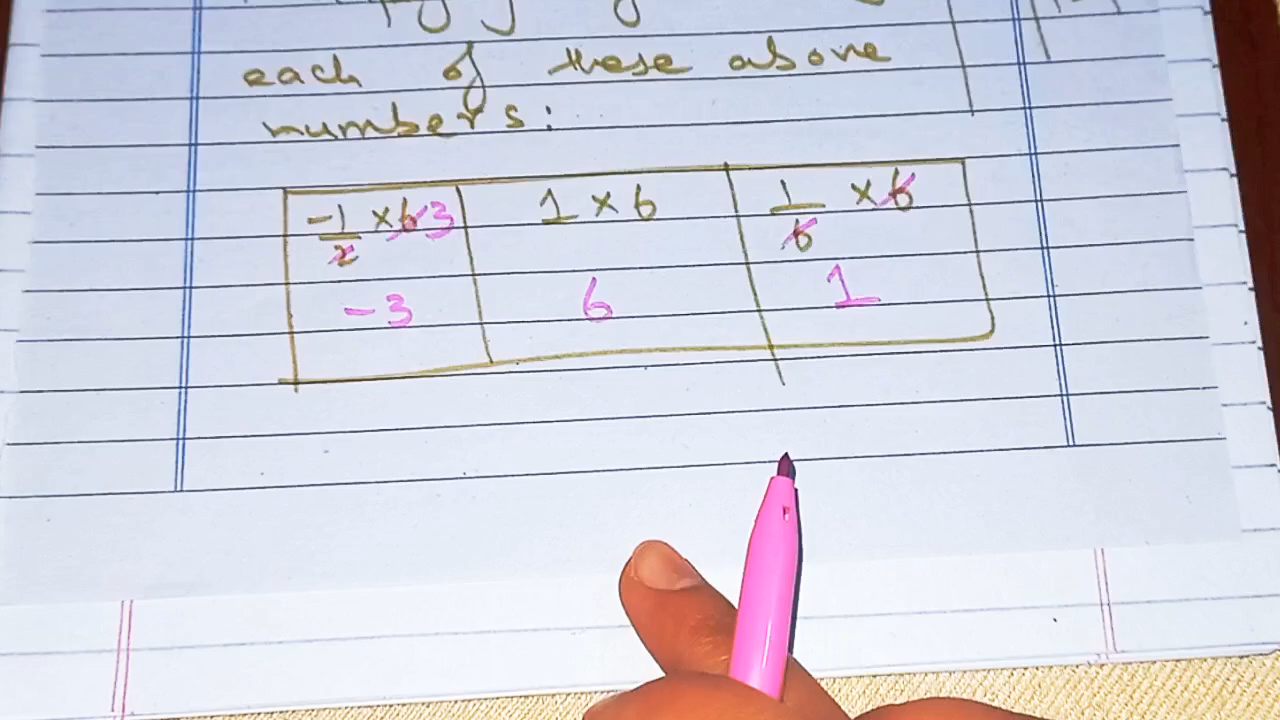 each of these above
numbers:
-1/2 × 6 3
1 × 6
1/6 × 6
-3
6
1